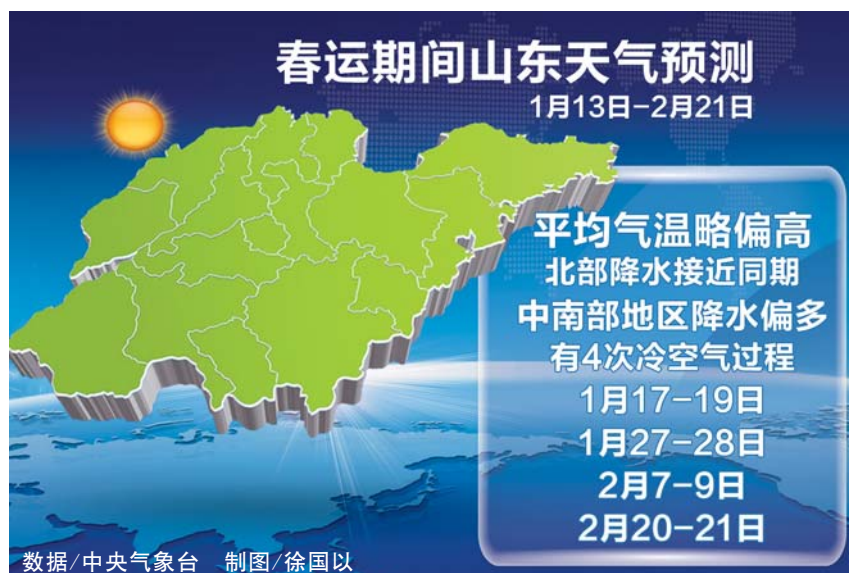 春运期间山东天气预测
1月13日-2月21日
平均气温略偏高
北部降水接近同期
中南部地区降水偏多
有4次冷空气过程
1月17-19日
1月27-28日
2月7-9日
2月20-21日
数据/中央气象台 制图/徐国以